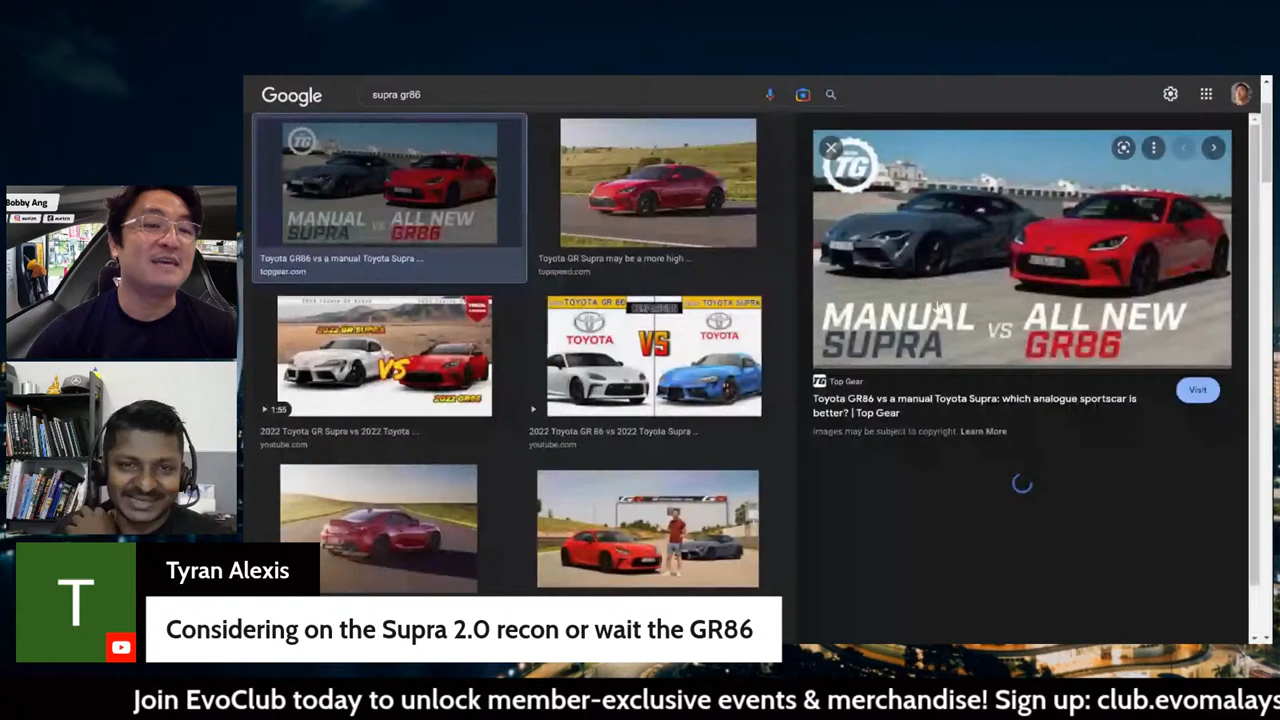 Google
supra gr86
Bobby Ang
TG
MANUAL vs ALL NEW
SUPRA GR86
Toyota GR86 vs a manual Toyota Supra ...
topgear.com
Toyota GR Supra may be a more high ...
topspeed.com
2022 GR SUPRA
VS
2022 GR86
1:55
2022 Toyota GR Supra vs 2022 Toyota ...
youtube.com
TOYOTA GR 86
TOYOTA SUPRA
TOYOTA VS TOYOTA
2022 Toyota GR 86 vs 2022 Toyota Supra ...
youtube.com
TG
MANUAL vs ALL NEW
SUPRA GR86
TG Top Gear
Toyota GR86 vs a manual Toyota Supra: which analogue sportscar is
better? | Top Gear
Visit
Images may be subject to copyright. Learn More
T
Tyran Alexis
Considering on the Supra 2.0 recon or wait the GR86
Join EvoClub today to unlock member-exclusive events & merchandise! Sign up: club.evomalays